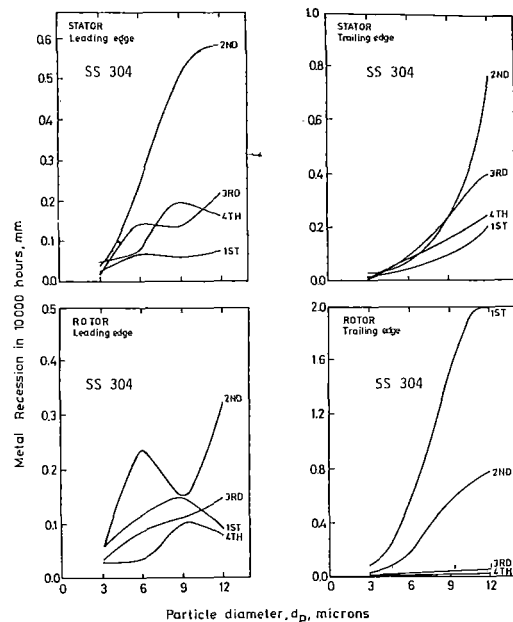 STATOR
Leading edge
SS 304
2ND
3RD
4TH
1ST
0.6
0.5
0.4
0.3
0.2
0.1
0.0
STATOR
Trailing edge
SS 304
2ND
3RD
4TH
1ST
1.0
0.8
0.6
0.4
0.2
0.0
ROTOR
Leading edge
SS 304
2ND
3RD
1ST
4TH
0.5
0.4
0.3
0.2
0.1
0.0
0 3 6 9 12
ROTOR
Trailing edge
SS 304
1ST
2ND
3RD
4TH
2.0
1.6
1.2
0.8
0.4
0.0
0 3 6 9 12
Metal Recession in 10000 hours, mm
Particle diameter, dp, microns